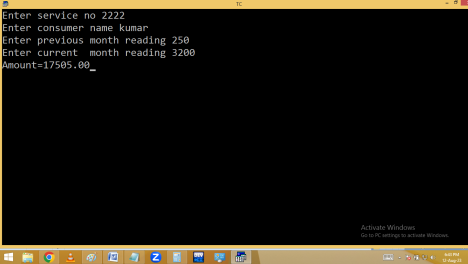 TC
Enter service no 2222
Enter consumer name kumar
Enter previous month reading 250
Enter current  month reading 3200
Amount=17505.00_
Activate Windows
Go to PC settings to activate Windows.